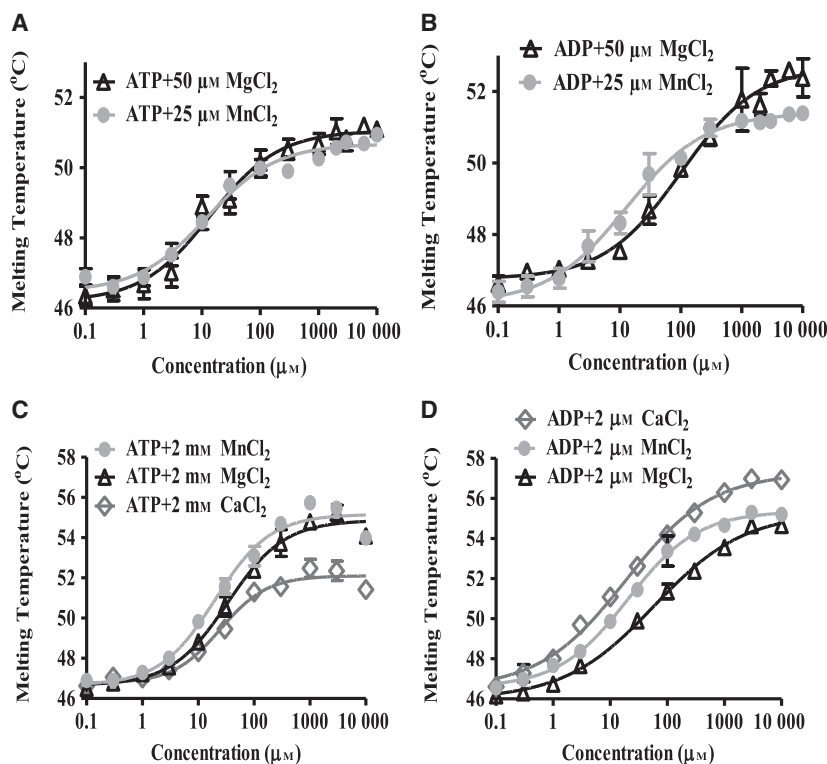 A
Melting Temperature (ºC)
ATP+50 µM MgCl2
ATP+25 µM MnCl2
52
50
48
46
0.1 1 10 100 1000 10 000
Concentration (µM)
B
Melting Temperature (ºC)
ADP+50 µM MgCl2
ADP+25 µM MnCl2
52
50
48
46
0.1 1 10 100 1000 10 000
Concentration (µM)
C
Melting Temperature (ºC)
ATP+2 mM MnCl2
ATP+2 mM MgCl2
ATP+2 mM CaCl2
58
56
54
52
50
48
46
0.1 1 10 100 1000 10 000
Concentration (µM)
D
Melting Temperature (ºC)
ADP+2 µM CaCl2
ADP+2 µM MnCl2
ADP+2 µM MgCl2
58
56
54
52
50
48
46
0.1 1 10 100 1000 10 000
Concentration (µM)